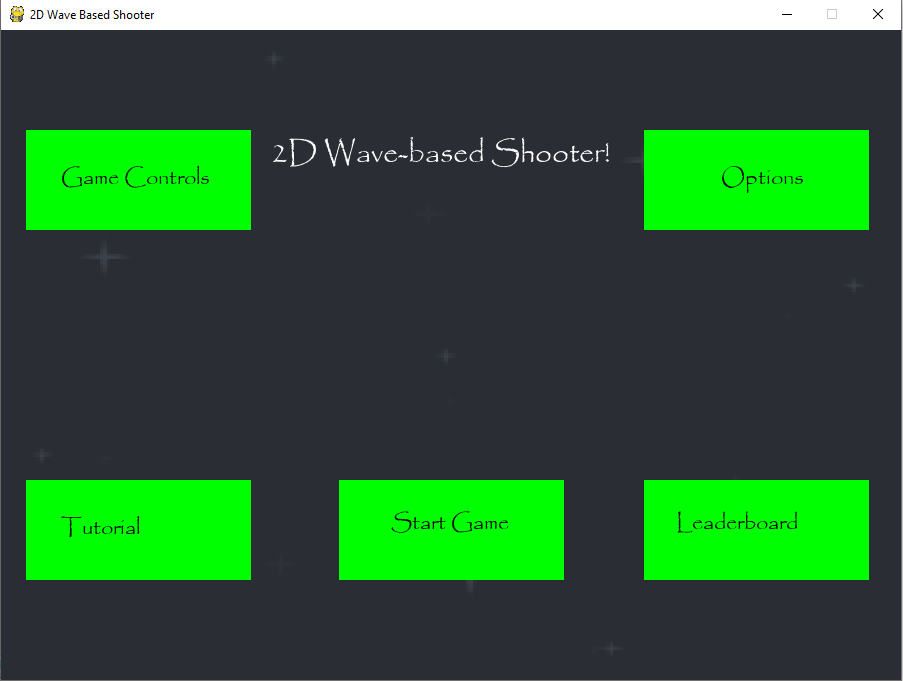 2D Wave Based Shooter
2D Wave-based Shooter!
Game Controls
Options
Tutorial
Start Game
Leaderboard